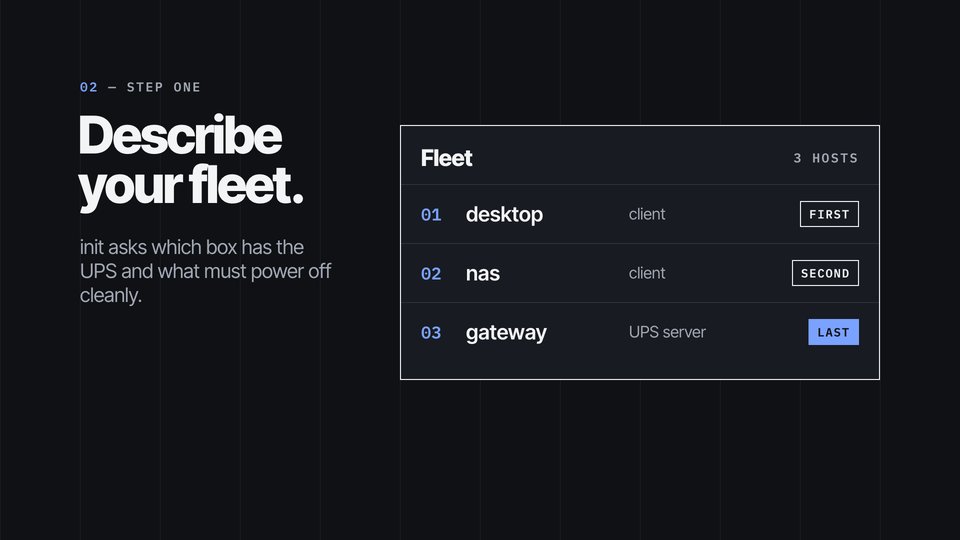 02 — STEP ONE
Describe
your fleet.
init asks which box has the
UPS and what must power off
cleanly.
Fleet 3 HOSTS
01 desktop client FIRST
02 nas client SECOND
03 gateway UPS server LAST